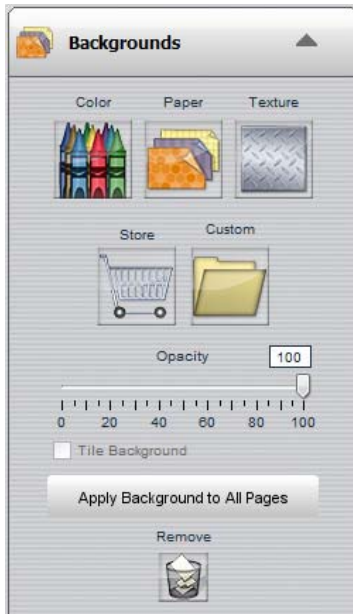 Backgrounds
Color Paper Texture
Store Custom
Opacity 100
0 20 40 60 80 100
Tile Background
Apply Background to All Pages
Remove